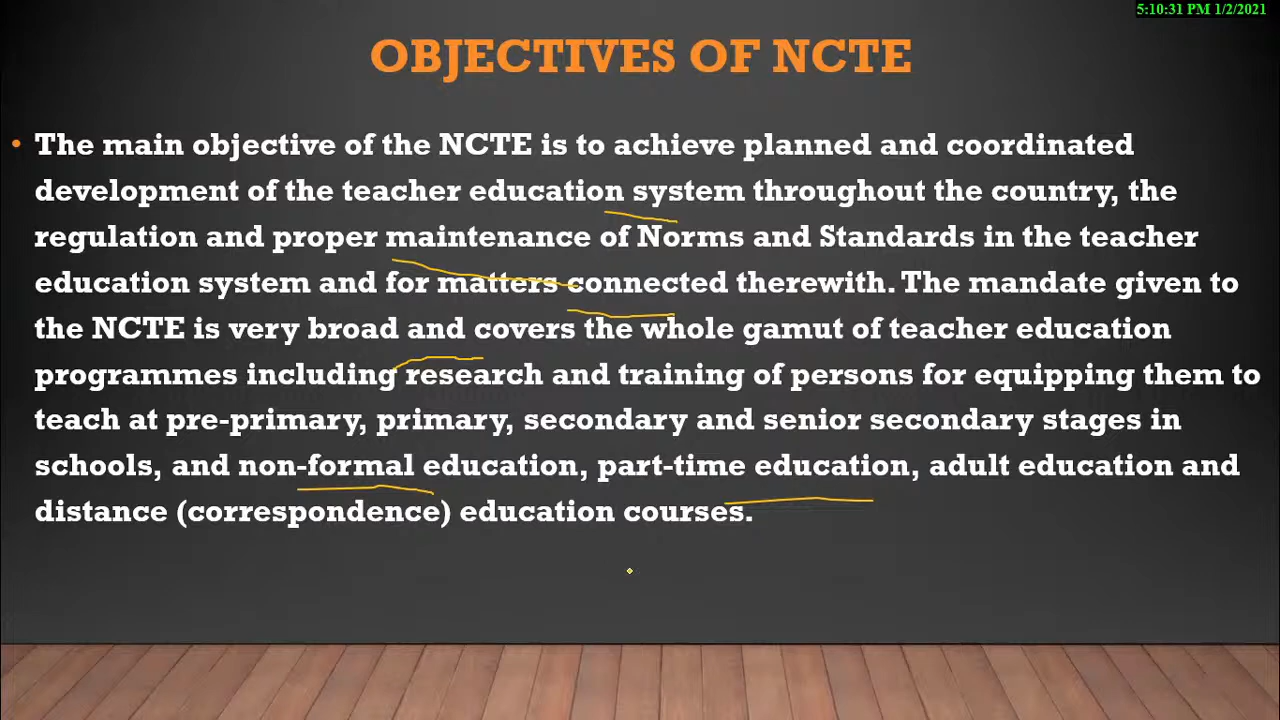 5:10:31 PM 1/2/2021
OBJECTIVES OF NCTE
• The main objective of the NCTE is to achieve planned and coordinated
development of the teacher education system throughout the country, the
regulation and proper maintenance of Norms and Standards in the teacher
education system and for matters connected therewith. The mandate given to
the NCTE is very broad and covers the whole gamut of teacher education
programmes including research and training of persons for equipping them to
teach at pre-primary, primary, secondary and senior secondary stages in
schools, and non-formal education, part-time education, adult education and
distance (correspondence) education courses.